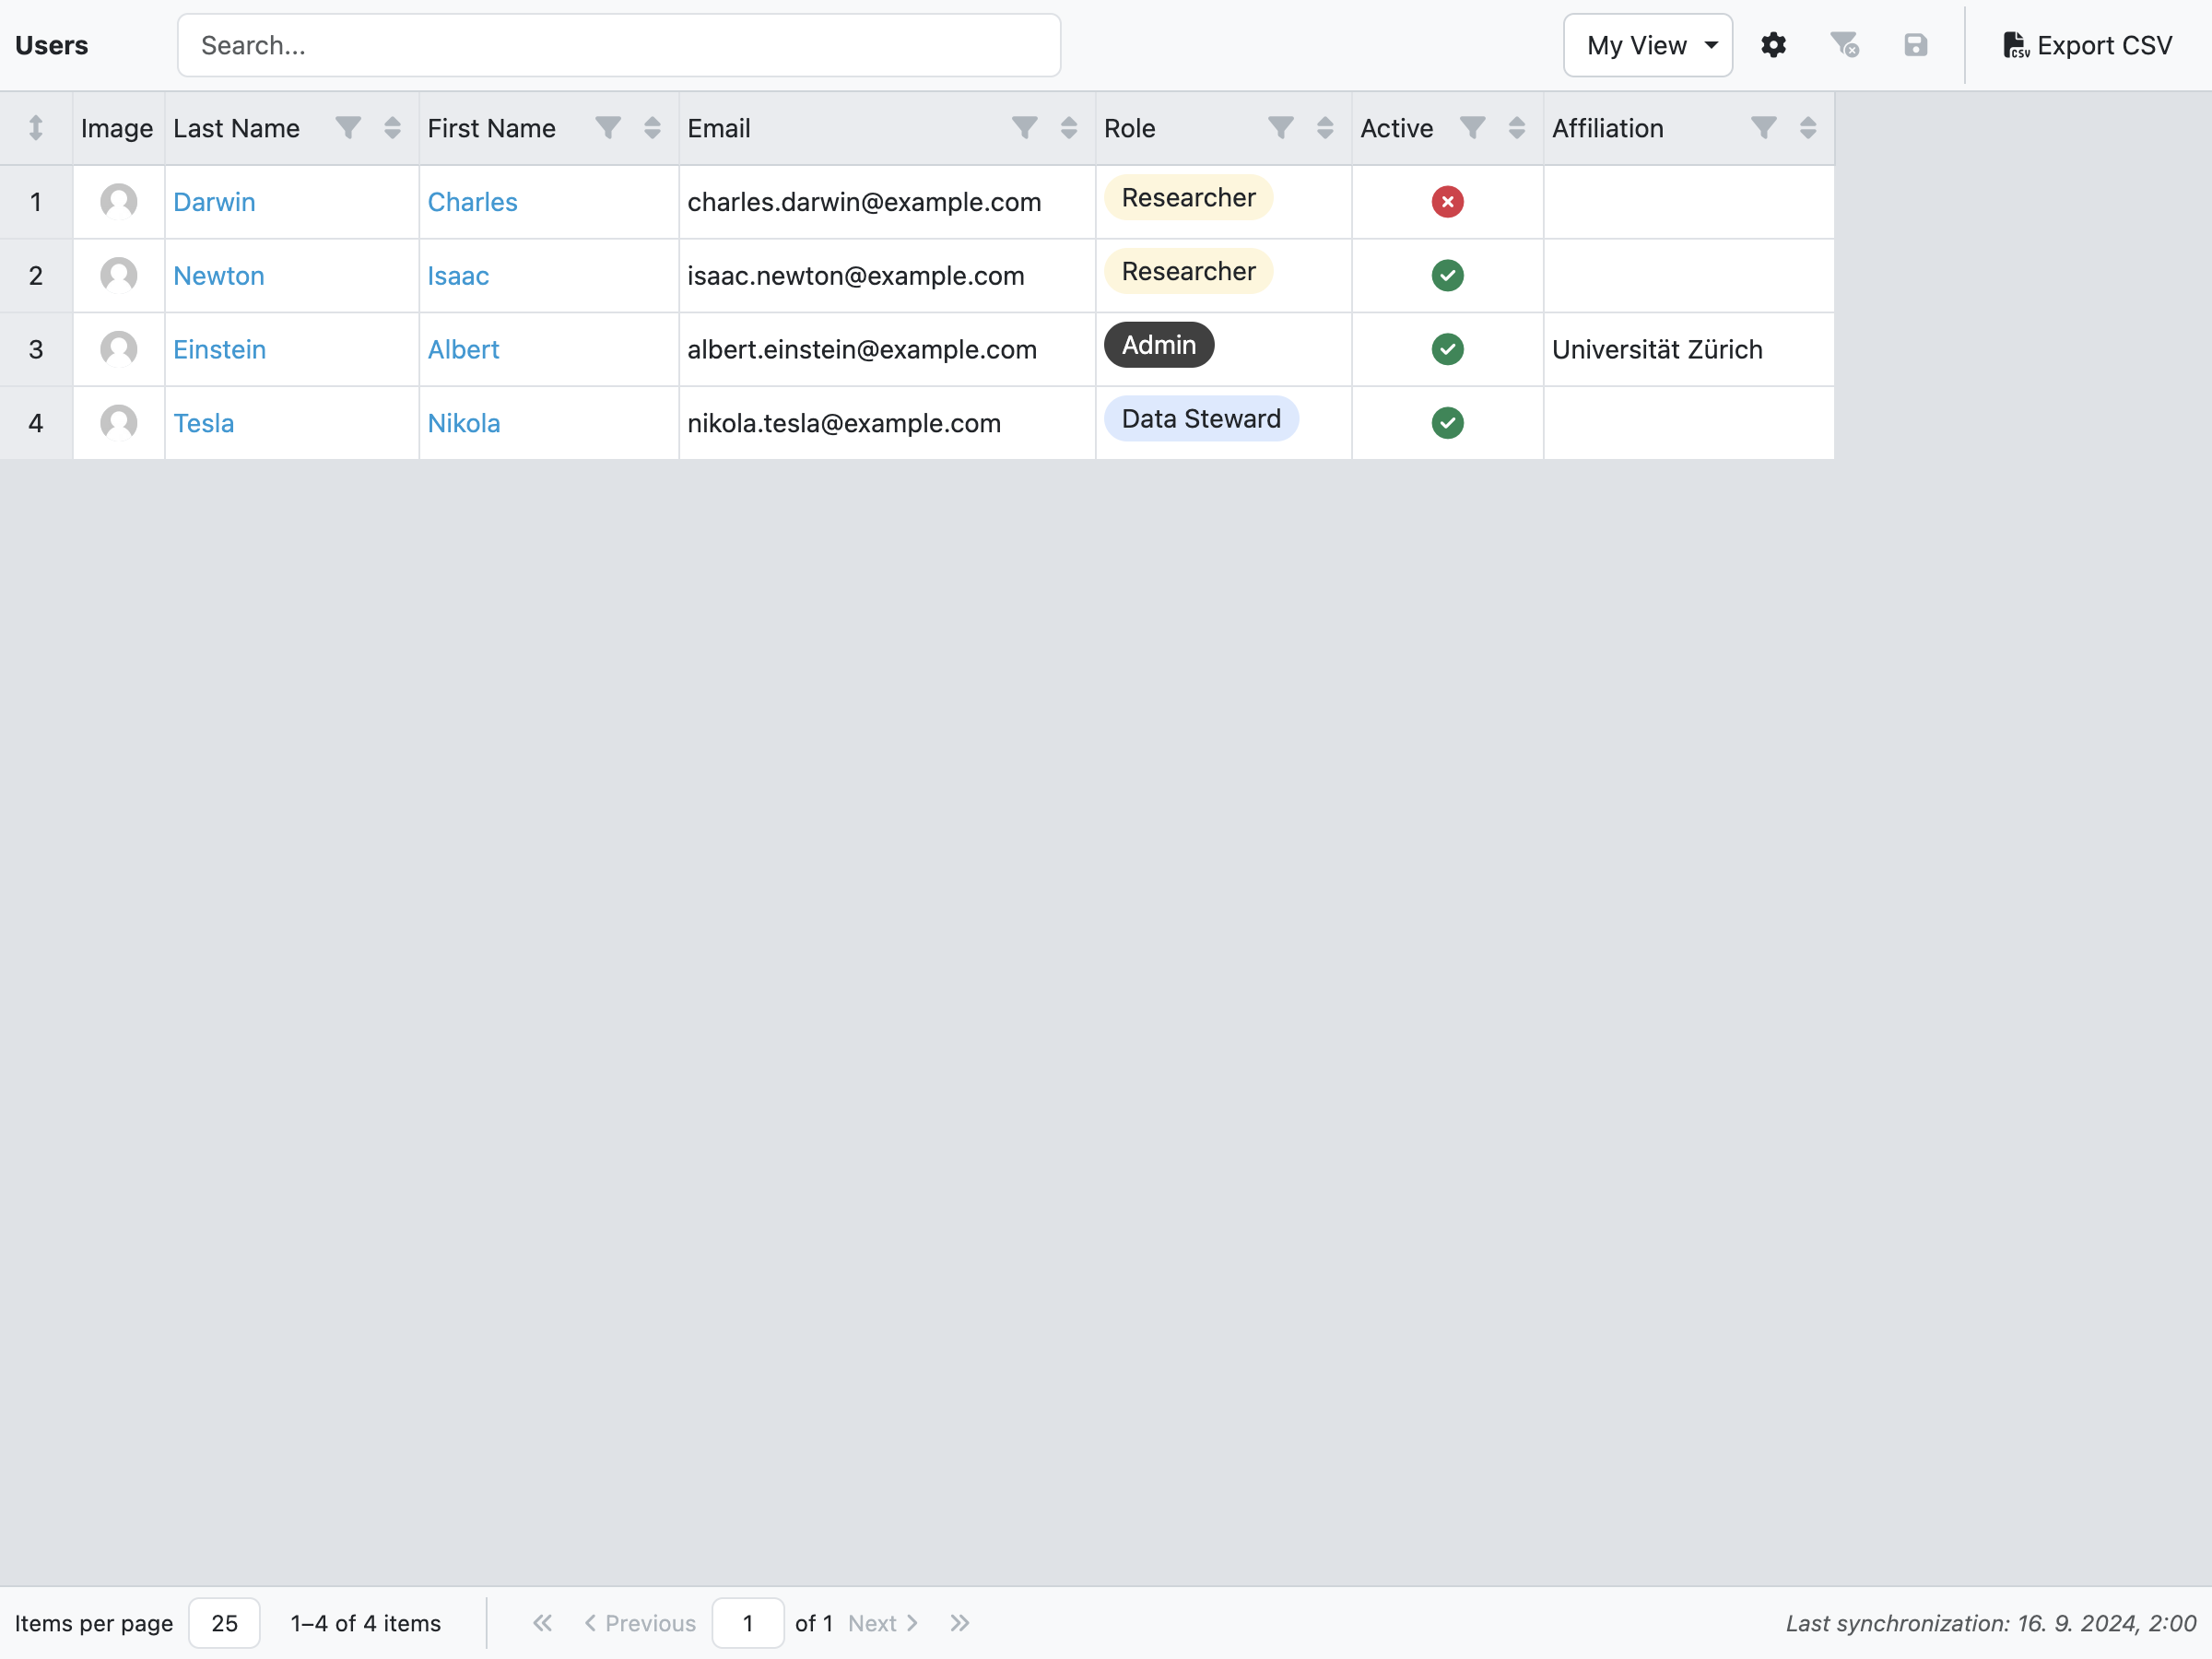 Users Search... My View CSV Export CSV
Image Last Name First Name Email Role Active Affiliation
1 Darwin Charles charles.darwin@example.com Researcher
2 Newton Isaac isaac.newton@example.com Researcher
3 Einstein Albert albert.einstein@example.com Admin Universität Zürich
4 Tesla Nikola nikola.tesla@example.com Data Steward
Items per page 25 1–4 of 4 items Previous 1 of 1 Next Last synchronization: 16. 9. 2024, 2:00